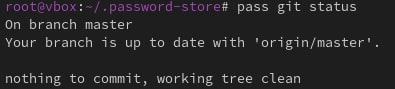 root@vbox:~/.password-store# pass git status
On branch master
Your branch is up to date with 'origin/master'.

nothing to commit, working tree clean